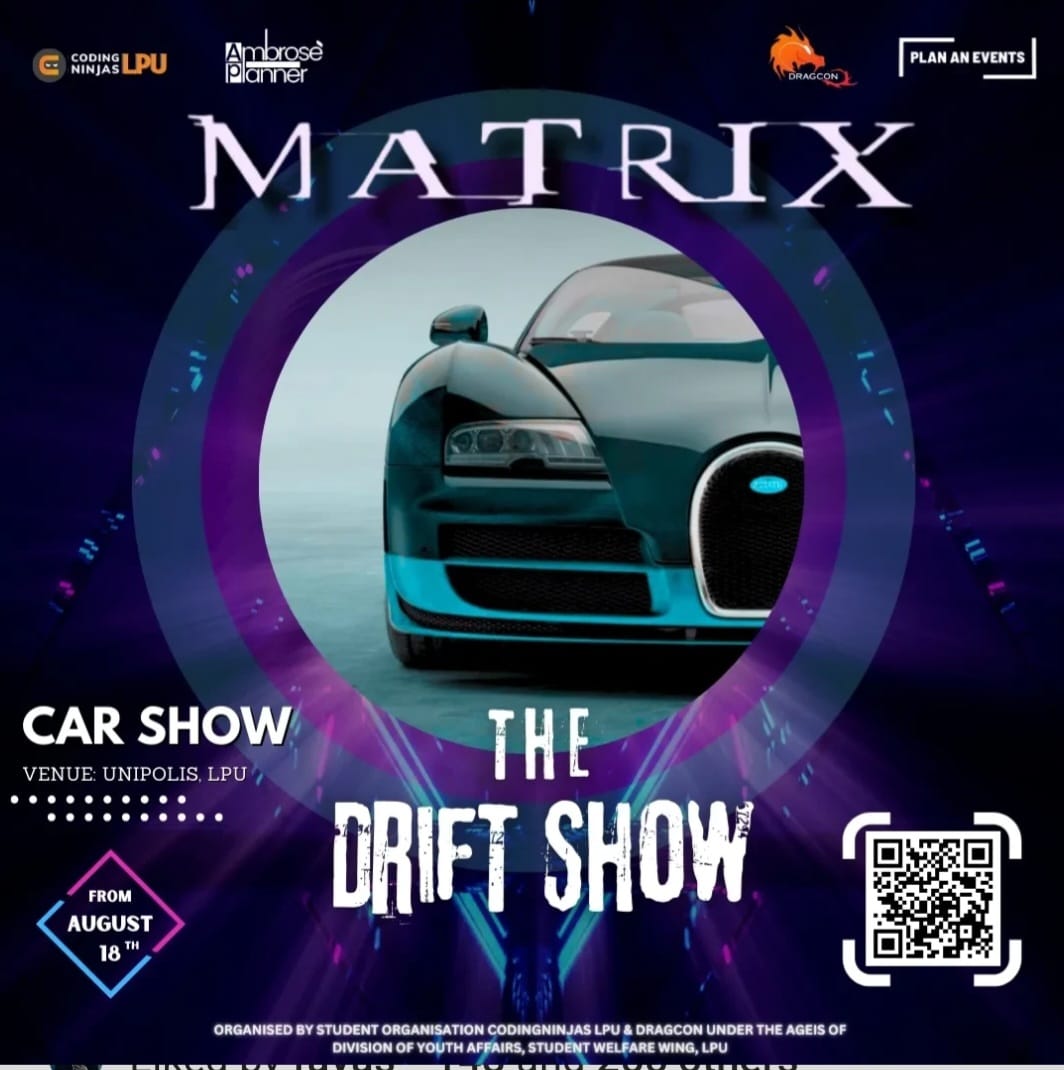 CODING
NINJAS LPU
Ambrose
Planner
DRAGCON
PLAN AN EVENTS
MATRIX
CAR SHOW
VENUE: UNIPOLIS, LPU
THE
DRIFT SHOW
FROM
AUGUST
18TH
ORGANISED BY STUDENT ORGANISATION CODINGNINJAS LPU & DRAGCON UNDER THE AGEIS OF
DIVISION OF YOUTH AFFAIRS, STUDENT WELFARE WING, LPU